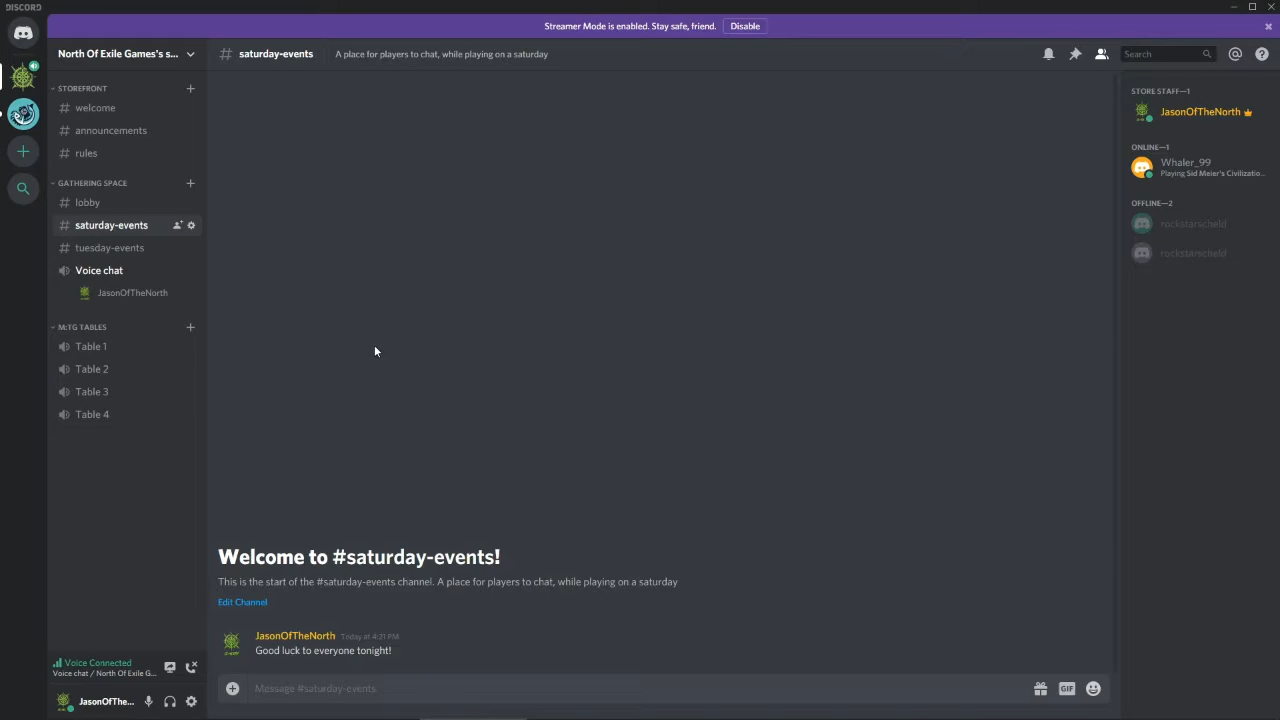 DISCORD
Streamer Mode is enabled. Stay safe, friend. Disable
North Of Exile Games's s...
STOREFRONT
welcome
announcements
rules
GATHERING SPACE
lobby
saturday-events
tuesday-events
Voice chat
JasonOfTheNorth
M:TG TABLES
Table 1
Table 2
Table 3
Table 4
Voice Connected
Voice chat / North Of Exile G...
JasonOfThe...
# saturday-events A place for players to chat, while playing on a saturday
Search
Welcome to #saturday-events!
This is the start of the #saturday-events channel. A place for players to chat, while playing on a saturday
Edit Channel
JasonOfTheNorth Today at 4:21 PM
Good luck to everyone tonight!
Message #saturday-events
GIF
STORE STAFF—1
JasonOfTheNorth
ONLINE—1
Whaler_99
Playing Sid Meier's Civilizatio...
OFFLINE—2
rockstarscheld
rockstarscheld